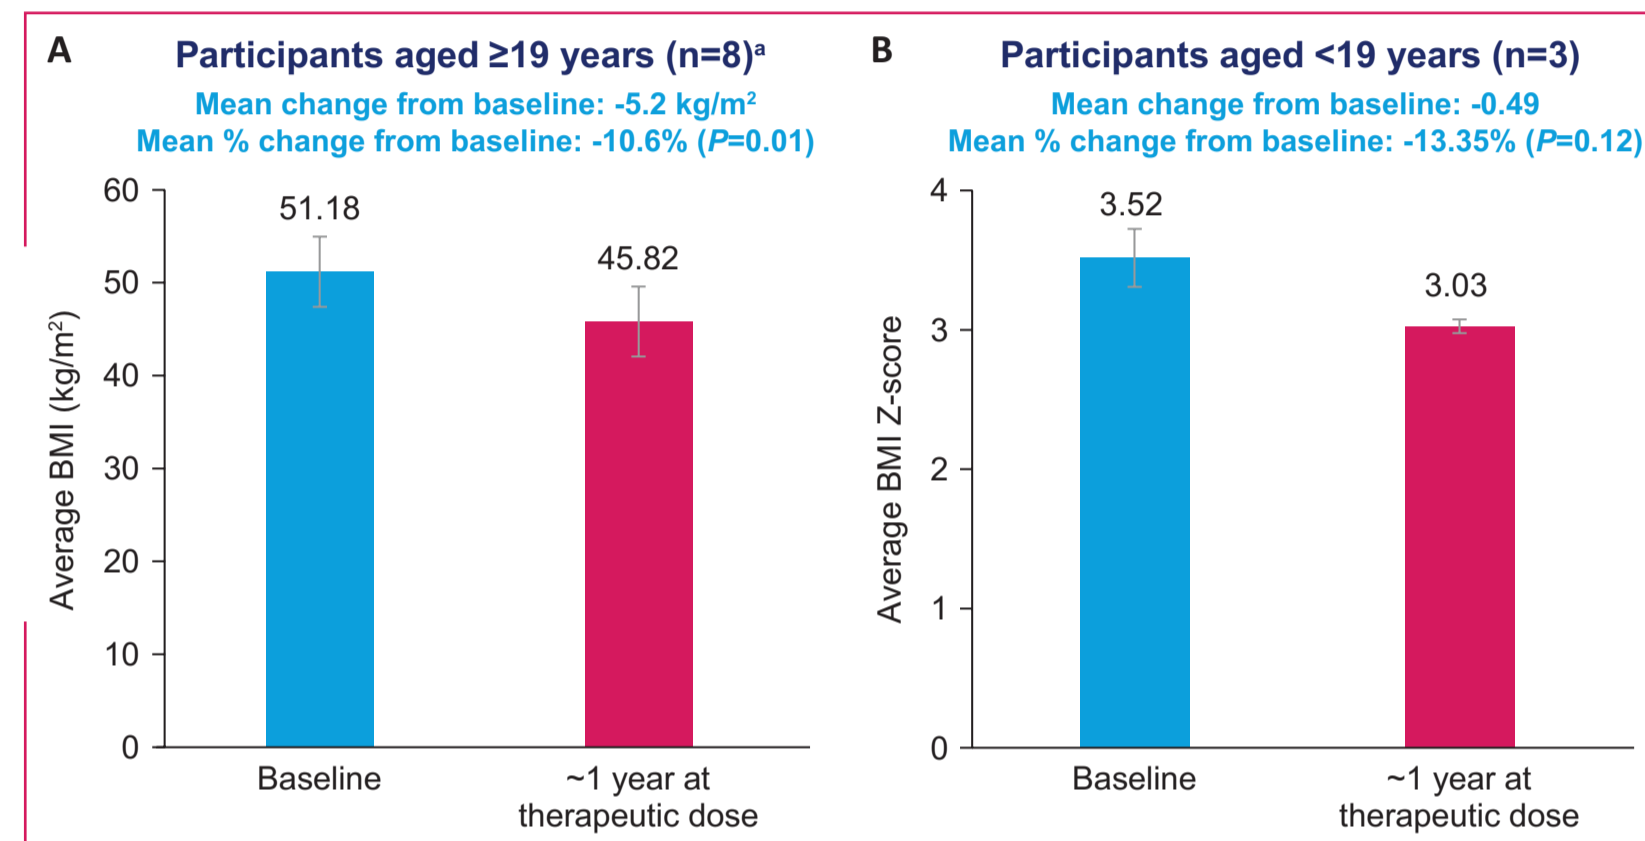 A
Participants aged ≥19 years (n=8)ᵃ
Mean change from baseline: -5.2 kg/m²
Mean % change from baseline: -10.6% (P=0.01)
Average BMI (kg/m²)
60
50
40
30
20
10
0
51.18
45.82
Baseline
~1 year at
therapeutic dose
B
Participants aged <19 years (n=3)
Mean change from baseline: -0.49
Mean % change from baseline: -13.35% (P=0.12)
Average BMI Z-score
4
3
2
1
0
3.52
3.03
Baseline
~1 year at
therapeutic dose